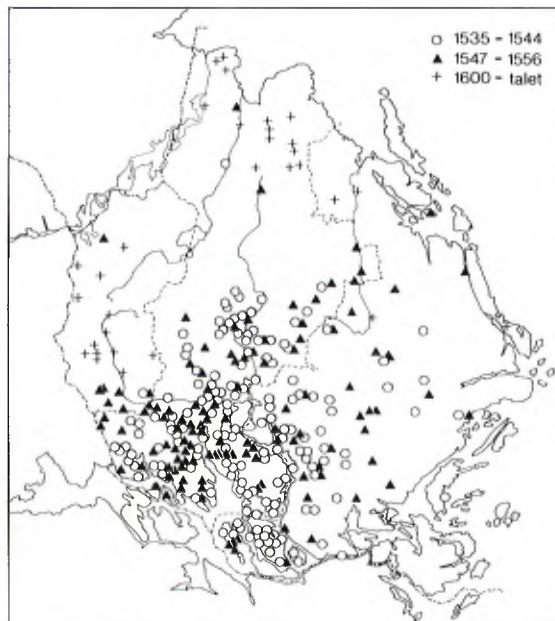 ○ 1535 - 1544
▲ 1547 - 1556
+ 1600 - talet